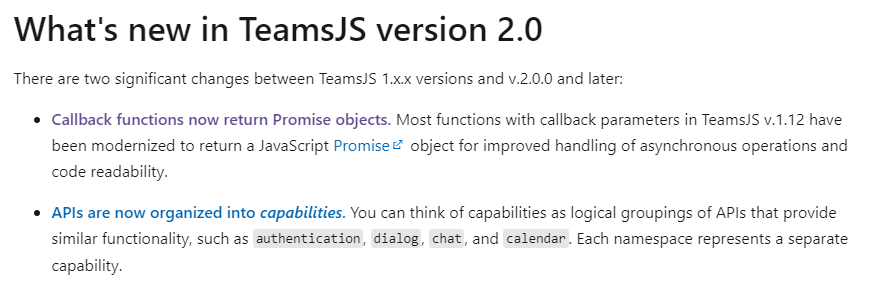 What's new in TeamsJS version 2.0
There are two significant changes between TeamsJS 1.x.x versions and v.2.0.0 and later:
• Callback functions now return Promise objects. Most functions with callback parameters in TeamsJS v.1.12 have
been modernized to return a JavaScript Promise object for improved handling of asynchronous operations and
code readability.
• APIs are now organized into capabilities. You can think of capabilities as logical groupings of APIs that provide
similar functionality, such as authentication, dialog, chat, and calendar. Each namespace represents a separate
capability.